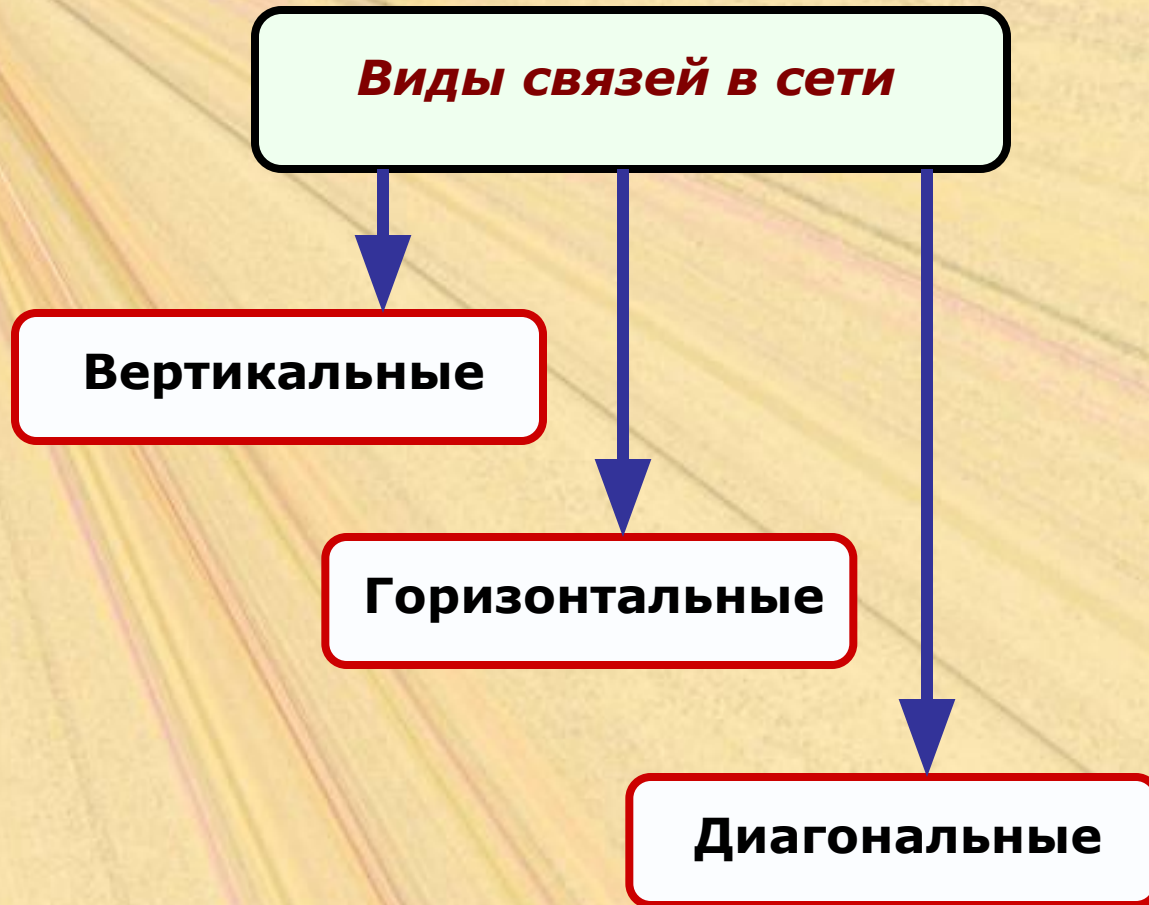 Виды связей в сети
Вертикальные
Горизонтальные
Диагональные